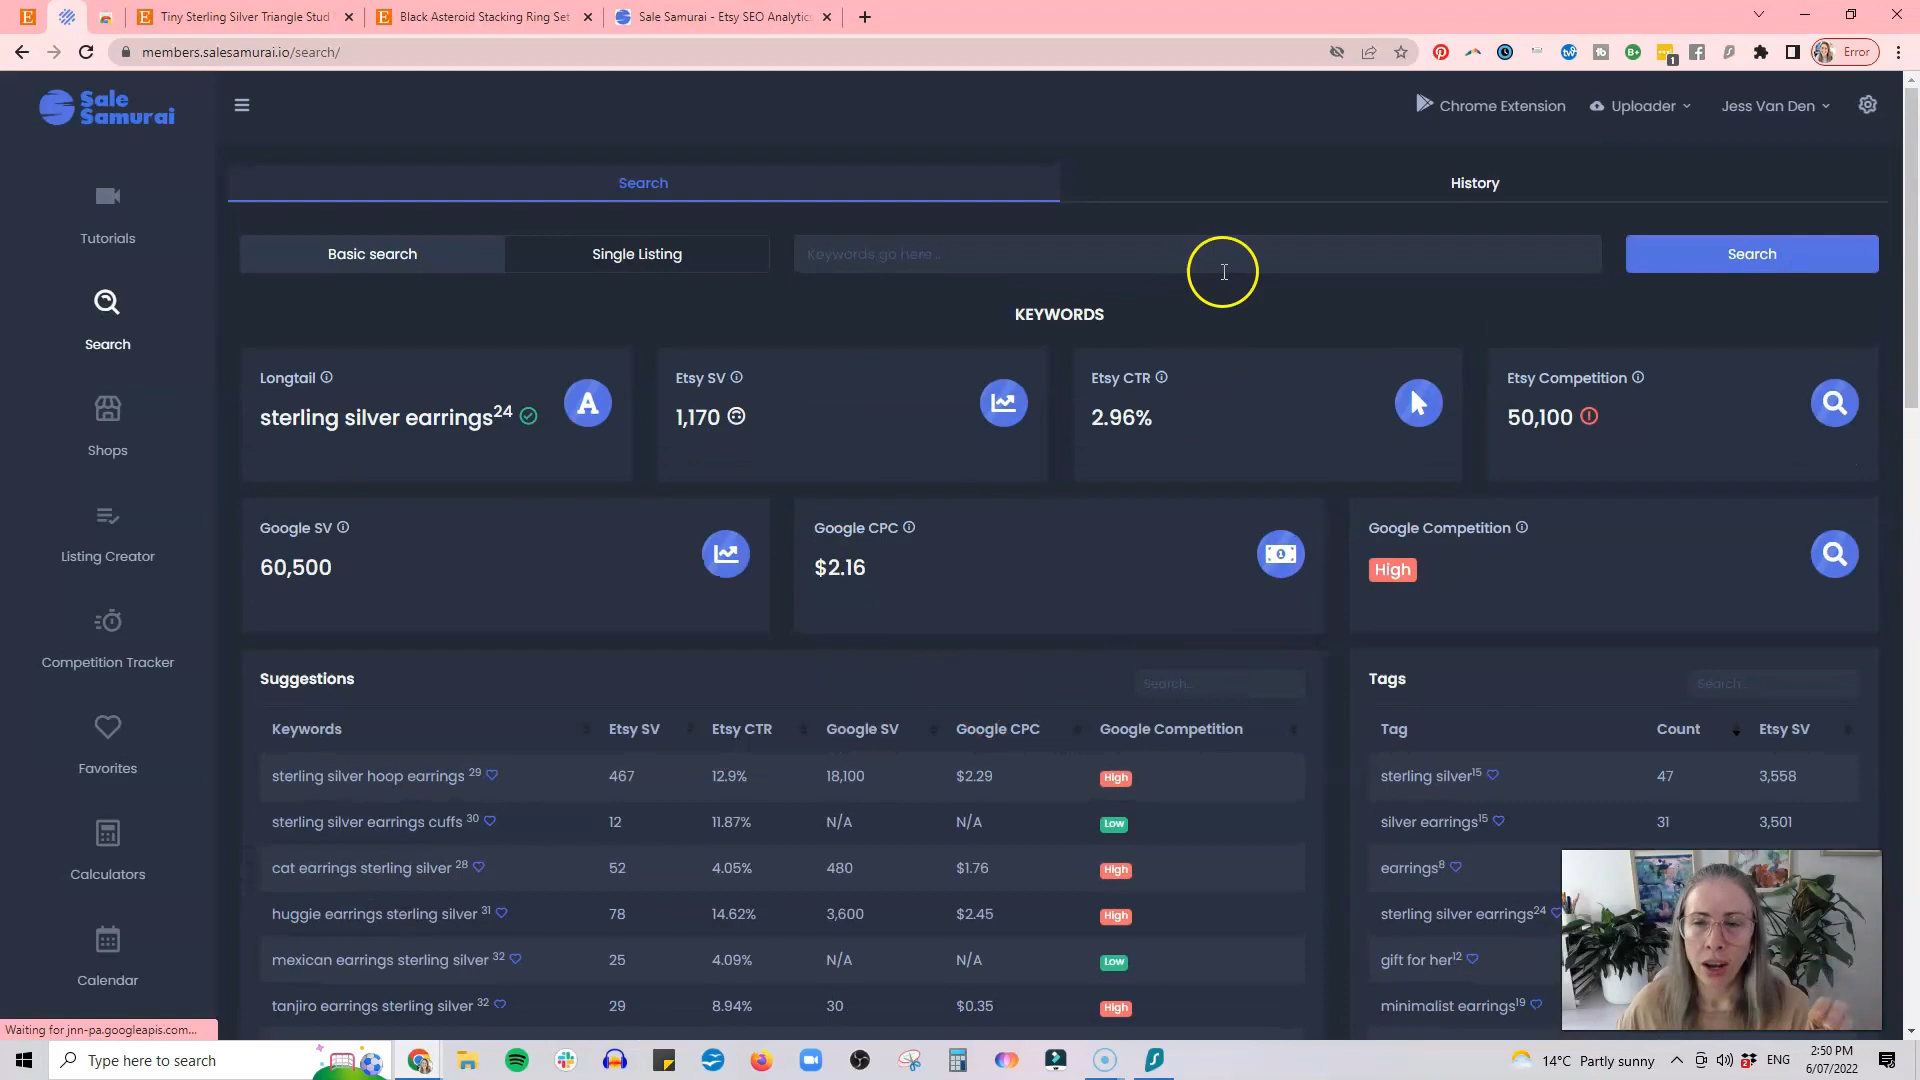 Tiny Sterling Silver Triangle Stud
Black Asteroid Stacking Ring Set
Sale Samurai - Etsy SEO Analytics
members.salesamurai.io/search/
Error
Sale
Samurai
Chrome Extension
Uploader
Jess Van Den
Tutorials
Search
Shops
Listing Creator
Competition Tracker
Favorites
Calculators
Calendar
Search
History
Basic search
Single Listing
Keywords go here...
Search
KEYWORDS
Longtail
sterling silver earrings24
Etsy SV
1,170
Etsy CTR
2.96%
Etsy Competition
50,100
Google SV
60,500
Google CPC
$2.16
Google Competition
High
Suggestions
Search...
Keywords Etsy SV Etsy CTR Google SV Google CPC Google Competition
sterling silver hoop earrings 29 467 12.9% 18,100 $2.29 High
sterling silver earrings cuffs 30 12 11.87% N/A N/A Low
cat earrings sterling silver 28 52 4.05% 480 $1.76 High
huggie earrings sterling silver 31 78 14.62% 3,600 $2.45 High
mexican earrings sterling silver 32 25 4.09% N/A N/A Low
tanjiro earrings sterling silver 32 29 8.94% 30 $0.35 High
Tags
Search...
Tag Count Etsy SV
sterling silver15 47 3,558
silver earrings15 31 3,501
earrings8
sterling silver earrings24
gift for her12
minimalist earrings19
Waiting for jnn-pa.googleapis.com...
Type here to search
14°C Partly sunny
ENG
2:50 PM
6/07/2022